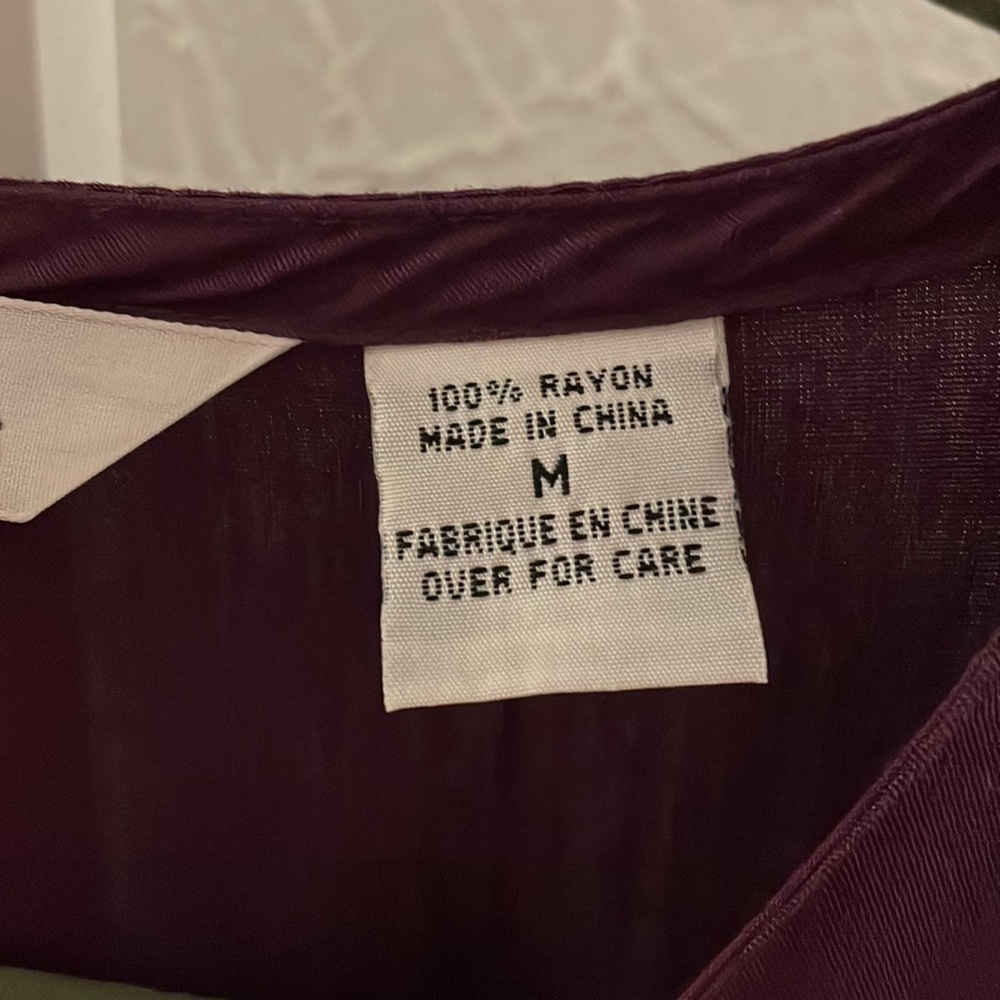 100% RAYON
MADE IN CHINA
M
FABRIQUE EN CHINE
OVER FOR CARE